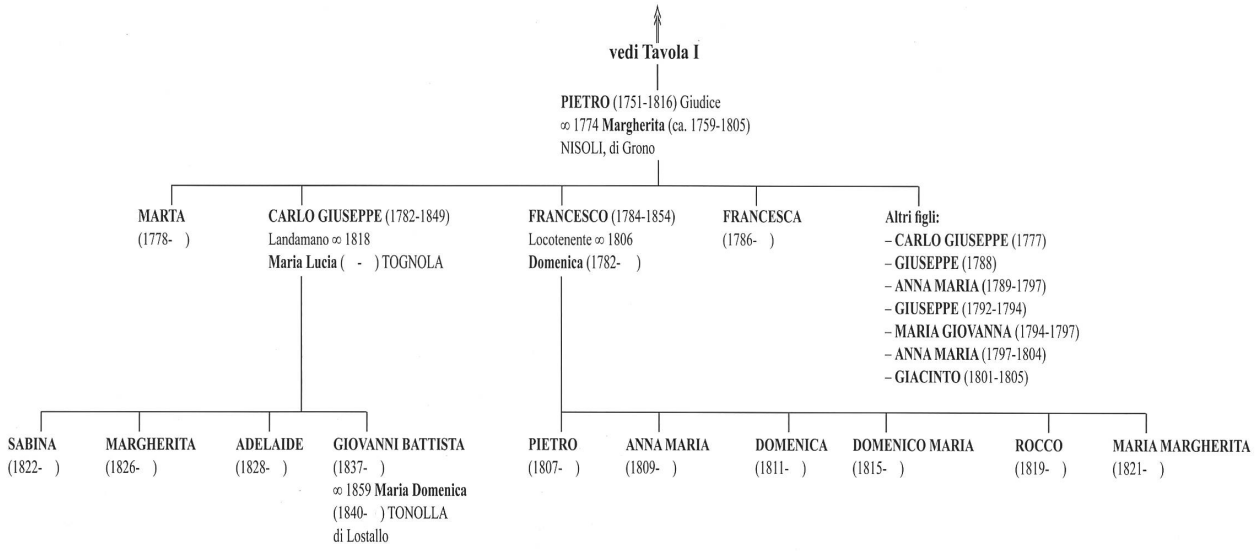 vedi Tavola I
PIETRO (1751-1816) Giudice
∞ 1774 Margherita (ca. 1759-1805)
NISOLI, di Grono
MARTA
(1778- )
CARLO GIUSEPPE (1782-1849)
Landamano ∞ 1818
Maria Lucia ( - ) TOGNOLA
FRANCESCO (1784-1854)
Locotenente ∞ 1806
Domenica (1782- )
FRANCESCA
(1786- )
Altri figli:
– CARLO GIUSEPPE (1777)
– GIUSEPPE (1788)
– ANNA MARIA (1789-1797)
– GIUSEPPE (1792-1794)
– MARIA GIOVANNA (1794-1797)
– ANNA MARIA (1797-1804)
– GIACINTO (1801-1805)
SABINA
(1822- )
MARGHERITA
(1826- )
ADELAIDE
(1828- )
GIOVANNI BATTISTA
(1837- )
∞ 1859 Maria Domenica
(1840- ) TONOLLA
di Lostallo
PIETRO
(1807- )
ANNA MARIA
(1809- )
DOMENICA
(1811- )
DOMENICO MARIA
(1815- )
ROCCO
(1819- )
MARIA MARGHERITA
(1821- )